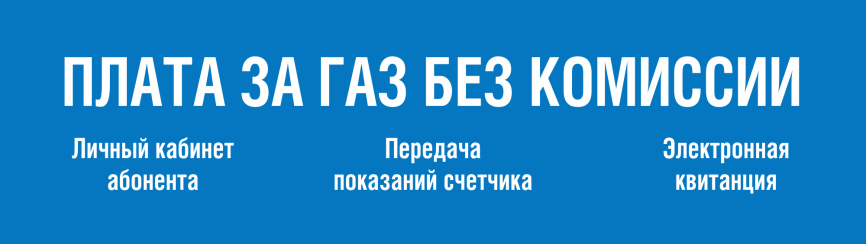 ПЛАТА ЗА ГАЗ БЕЗ КОМИССИИ
Личный кабинет
абонента
Передача
показаний счетчика
Электронная
квитанция